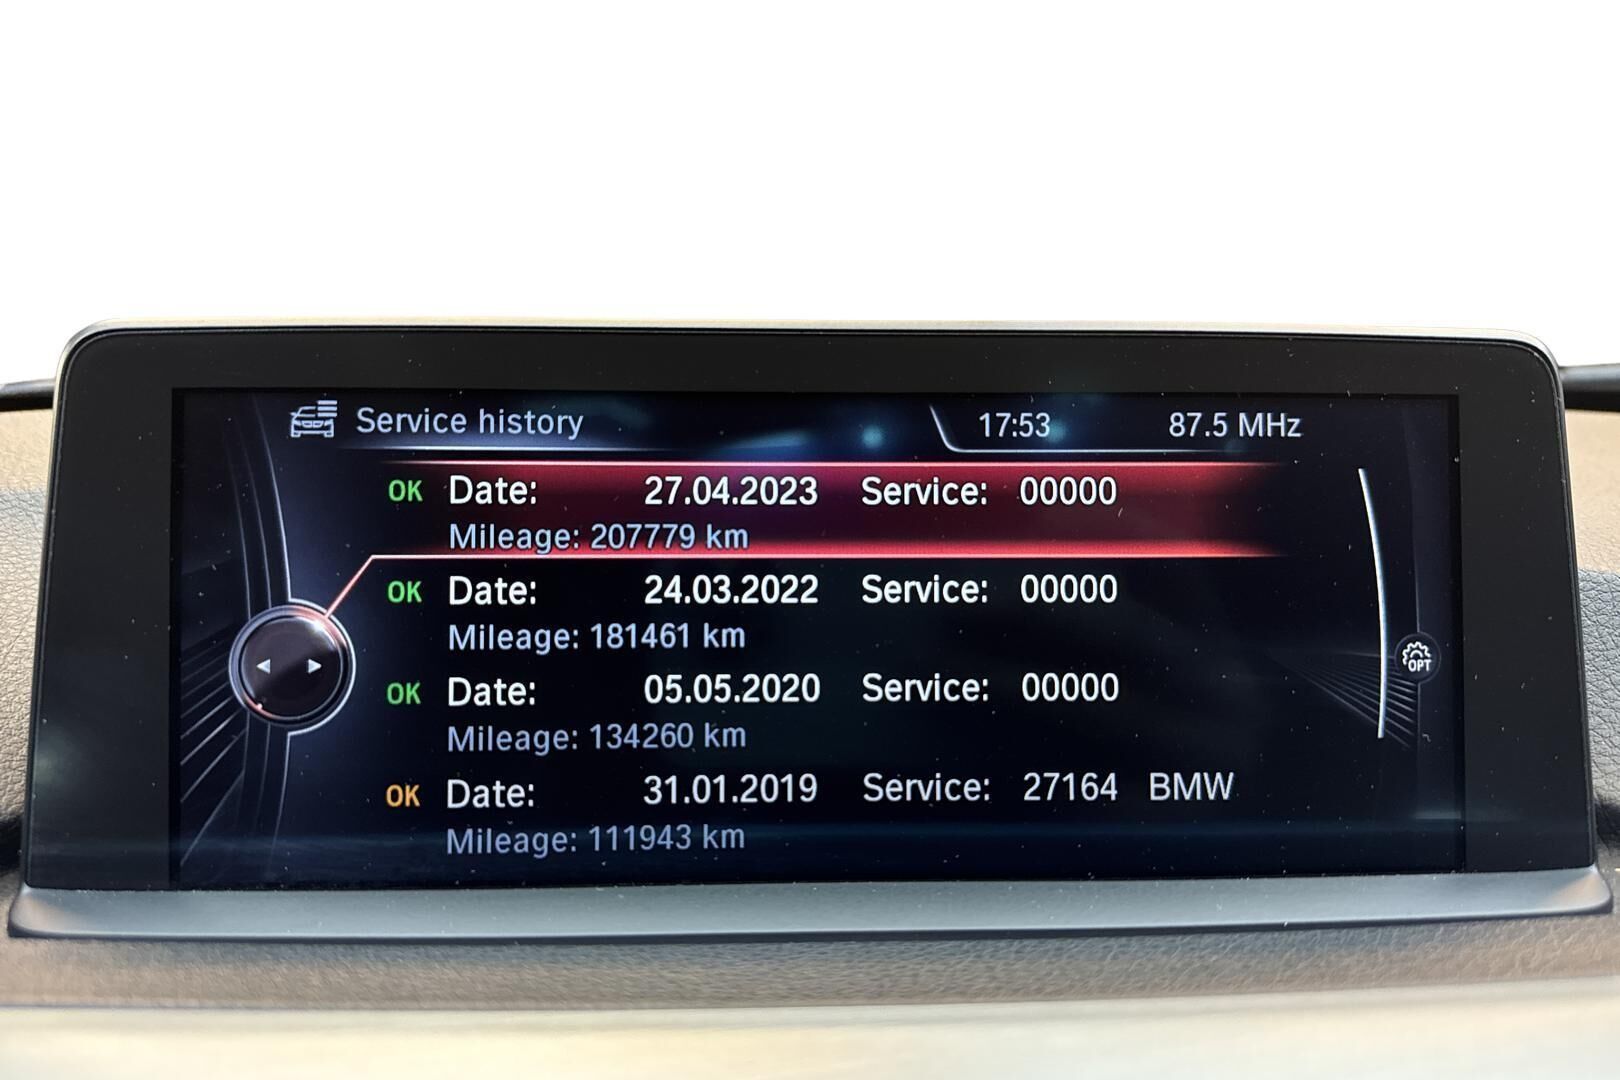 Service history 17:53 87.5 MHz
OK Date: 27.04.2023 Service: 00000
Mileage: 207779 km
OK Date: 24.03.2022 Service: 00000
Mileage: 181461 km
OK Date: 05.05.2020 Service: 00000
Mileage: 134260 km
OPT
OK Date: 31.01.2019 Service: 27164 BMW
Mileage: 111943 km